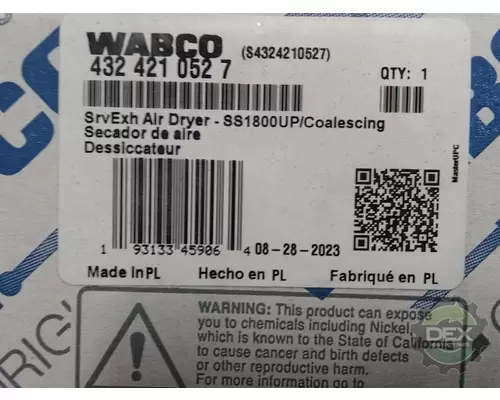 WABCO (S4324210527)
432 421 052 7 QTY: 1
SrvExh Air Dryer - SS1800UP/Coalescing
Secador de aire
Dessiccateur
MasterUPC
1 93133 45906 4 08-28-2023
Made in PL Hecho en PL Fabriqué en PL
WARNING: This product can expose
you to chemicals including Nickel,
which is known to the State of California
to cause cancer and birth defects
or other reproductive harm.
For more information go to
DEX